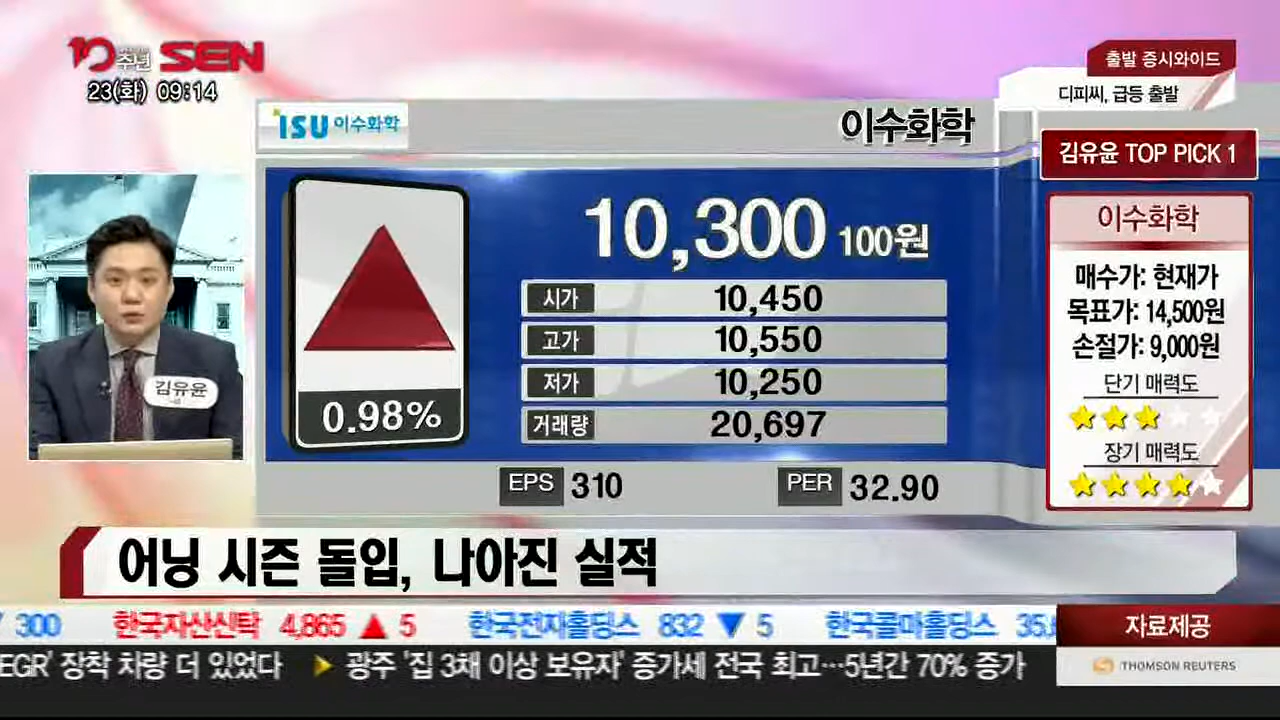 10주년 SEN
23(화) 09:14
출발 증시와이드
디피씨, 급등 출발
ISU 이수화학
이수화학
김유윤 TOP PICK 1
이수화학
매수가: 현재가
목표가: 14,500원
손절가: 9,000원
단기 매력도
장기 매력도
김유윤
0.98%
10,300 100원
시가 10,450
고가 10,550
저가 10,250
거래량 20,697
EPS 310
PER 32.90
어닝 시즌 돌입, 나아진 실적
300 한국자산신탁 4,865 ▲ 5 한국전자홀딩스 832 ▼ 5 한국콜마홀딩스 35
자료제공
EGR' 장착 차량 더 있었다 ▶ 광주 '집 3채 이상 보유자' 증가세 전국 최고…5년간 70% 증가
THOMSON REUTERS